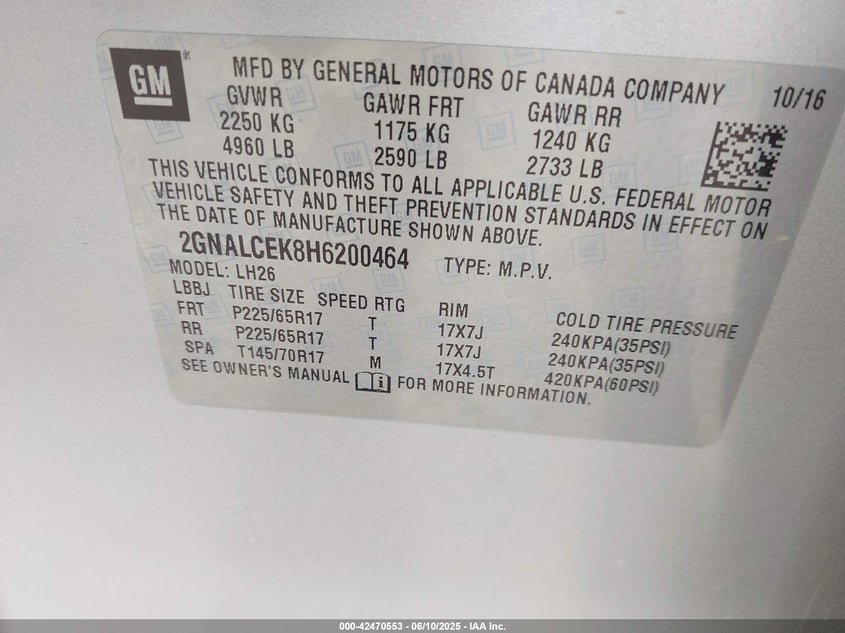 GM ®
MFD BY GENERAL MOTORS OF CANADA COMPANY 10/16
GVWR GAWR FRT GAWR RR
2250 KG 1175 KG 1240 KG
4960 LB 2590 LB 2733 LB
THIS VEHICLE CONFORMS TO ALL APPLICABLE U.S. FEDERAL MOTOR
VEHICLE SAFETY AND THEFT PREVENTION STANDARDS IN EFFECT ON
THE DATE OF MANUFACTURE SHOWN ABOVE.
2GNALCEK8H6200464 TYPE: M.P.V.
MODEL: LH26
LBBJ TIRE SIZE SPEED RTG RIM COLD TIRE PRESSURE
FRT P225/65R17 T 17X7J 240KPA(35PSI)
RR P225/65R17 T 17X7J 240KPA(35PSI)
SPA T145/70R17 M 17X4.5T 420KPA(60PSI)
SEE OWNER'S MANUAL FOR MORE INFORMATION.
000-42470553 - 06/10/2025 - IAA Inc.